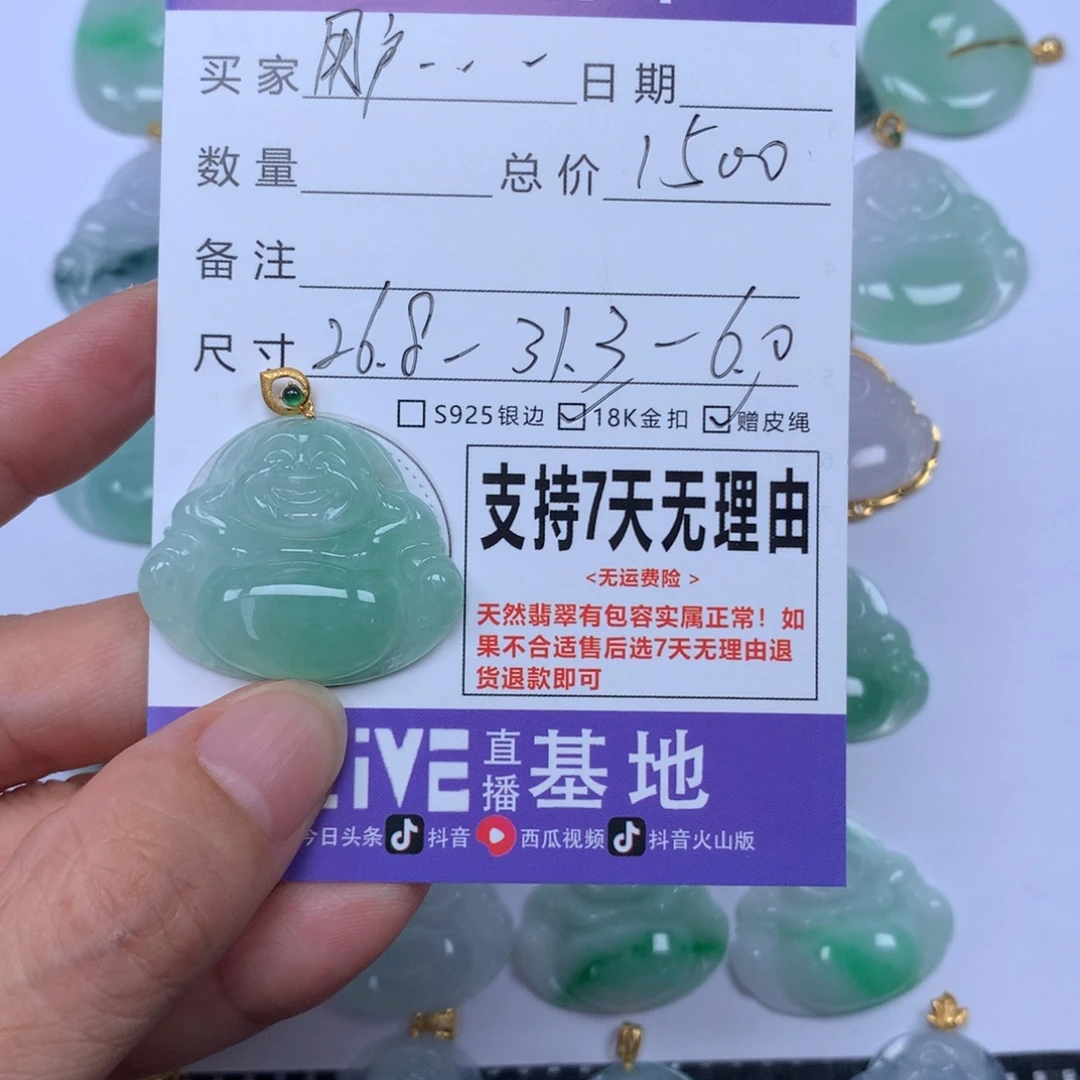 买家 日期
数量 总价 1500
备注
尺寸 26.8-31.3-6.0
S925银边 18K金扣 赠皮绳
支持7天无理由
<无运费险>
天然翡翠有包容实属正常！如
果不合适售后选7天无理由退
货退款即可
LiVE 直播 基地
今日头条 抖音 西瓜视频 抖音火山版